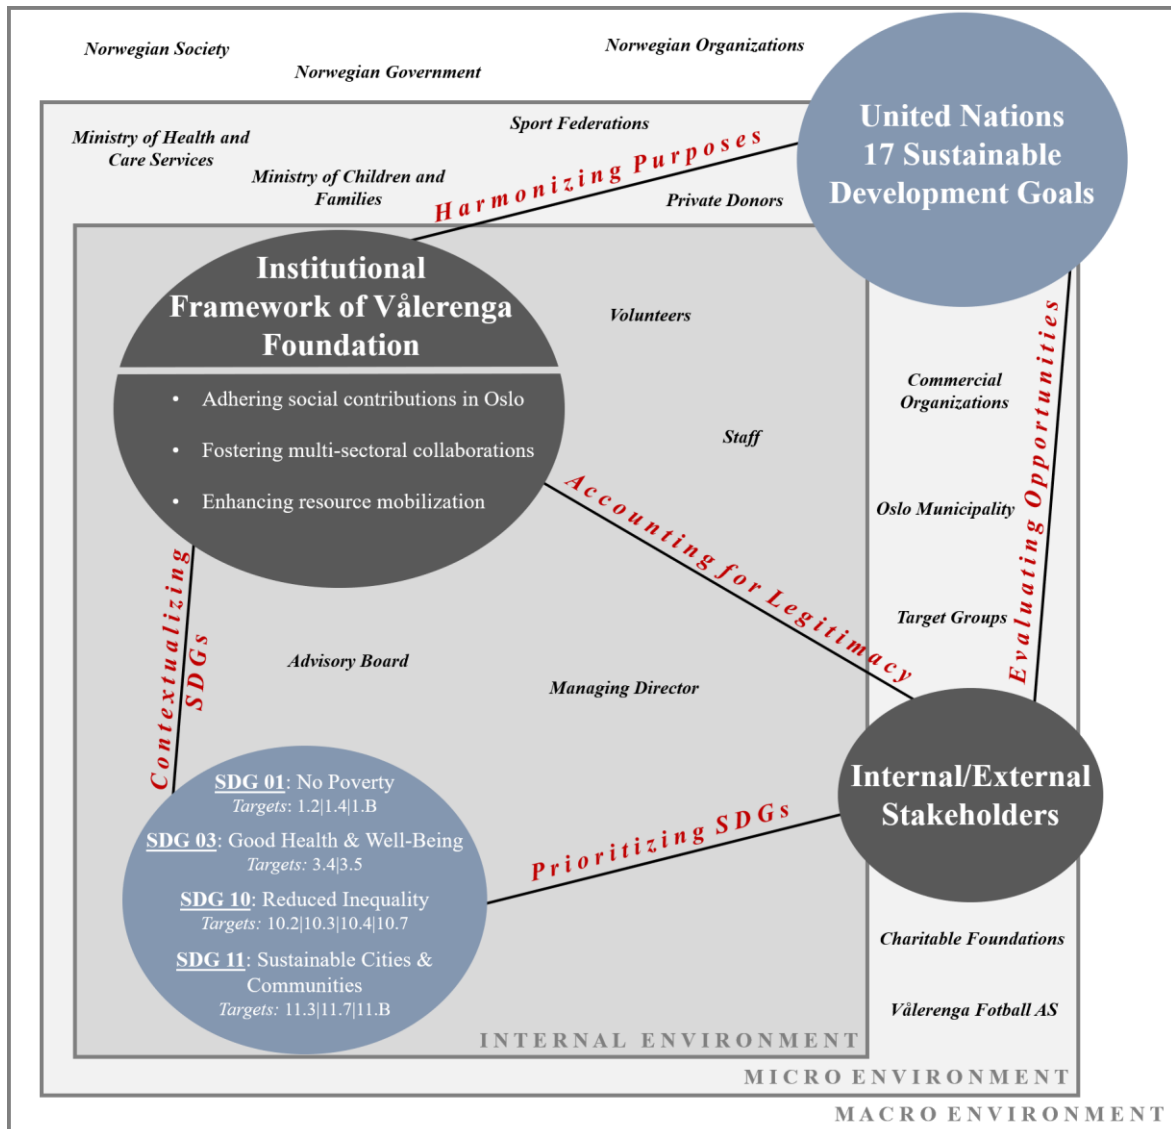 Norwegian Society
Norwegian Government
Norwegian Organizations
Ministry of Health and
Care Services
Ministry of Children and
Families
Sport Federations
Private Donors
Harmonizing Purposes
United Nations
17 Sustainable
Development Goals
Institutional
Framework of Vålerenga
Foundation
• Adhering social contributions in Oslo
• Fostering multi-sectoral collaborations
• Enhancing resource mobilization
Volunteers
Staff
Commercial
Organizations
Oslo Municipality
Target Groups
Evaluating Opportunities
Accounting for Legitimacy
Contextualizing
SDGs
Advisory Board
Managing Director
SDG 01: No Poverty
Targets: 1.2|1.4|1.B
SDG 03: Good Health & Well-Being
Targets: 3.4|3.5
SDG 10: Reduced Inequality
Targets: 10.2|10.3|10.4|10.7
SDG 11: Sustainable Cities &
Communities
Targets: 11.3|11.7|11.B
Prioritizing SDGs
Internal/External
Stakeholders
Charitable Foundations
Vålerenga Fotball AS
INTERNAL ENVIRONMENT
MICRO ENVIRONMENT
MACRO ENVIRONMENT